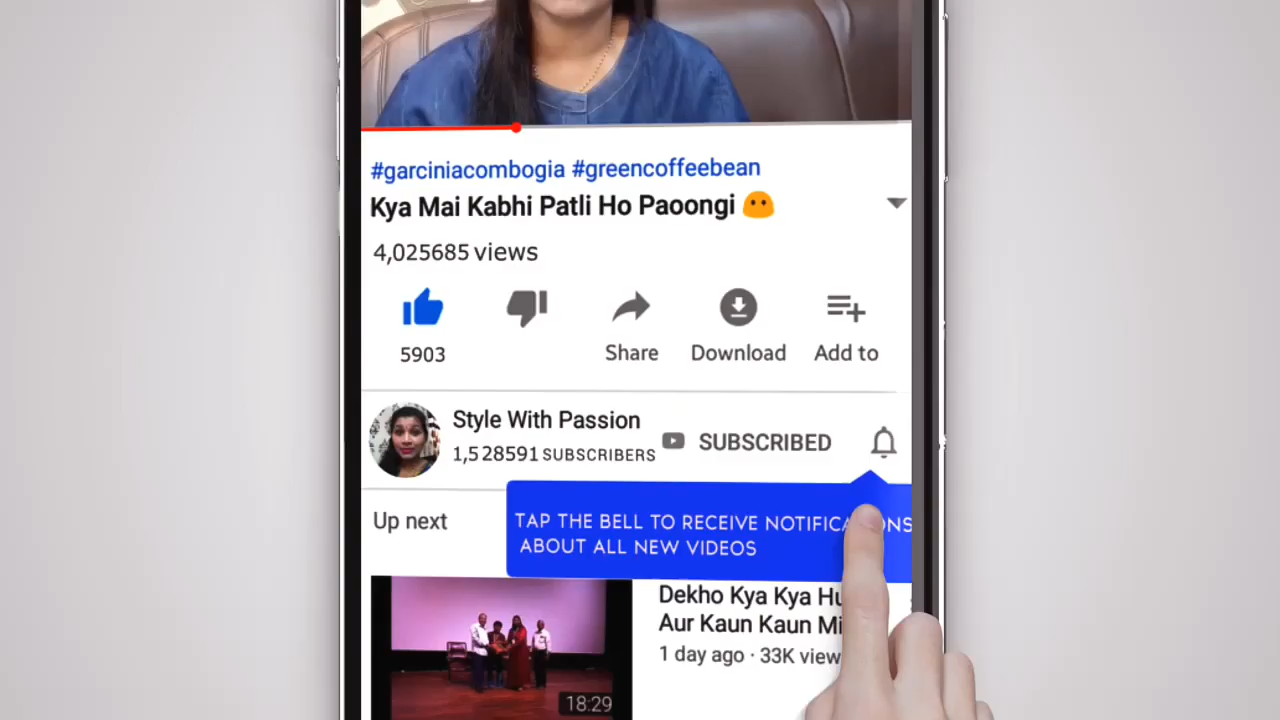 #garciniacombogia #greencoffeebean
Kya Mai Kabhi Patli Ho Paoongi
4,025685 views
5903
Share
Download
Add to
Style With Passion
1,528591 SUBSCRIBERS
SUBSCRIBED
Up next
TAP THE BELL TO RECEIVE
ABOUT ALL NEW VIDEOS
Dekho Kya Kya
Aur Kaun Kaun
1 day ago · 33K
18:29